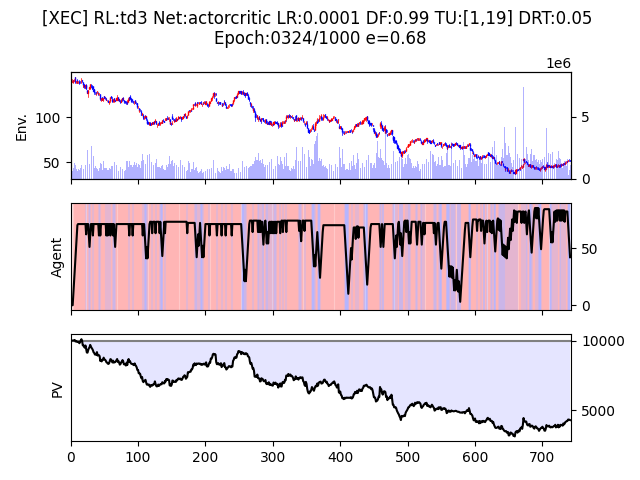 [XEC] RL:td3 Net:actorcritic LR:0.0001 DF:0.99 TU:[1,19] DRT:0.05
Epoch:0324/1000 e=0.68
1e6
Env.
100
50
5
0
Agent
50
0
PV
10000
5000
0
100
200
300
400
500
600
700